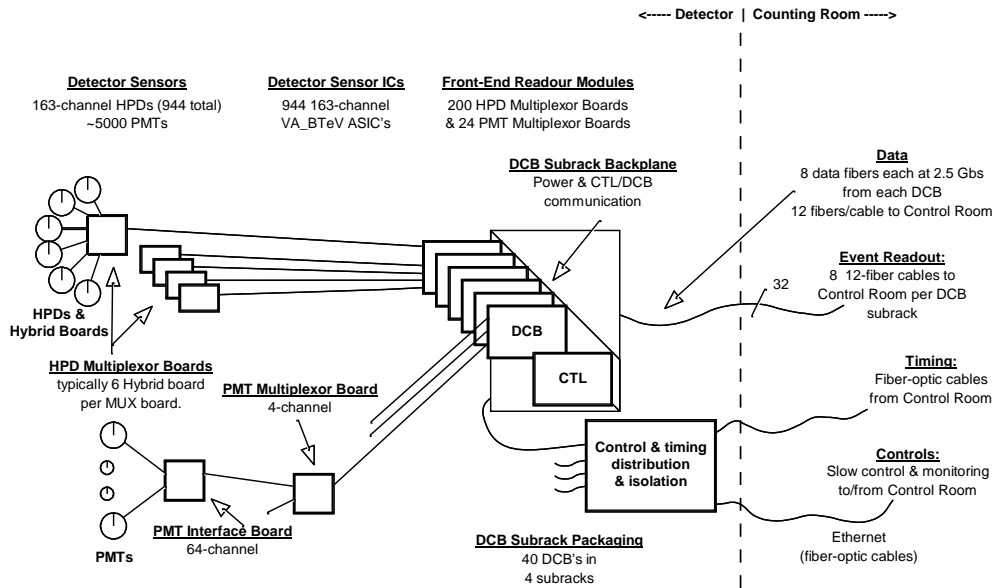 <----- Detector | Counting Room ----->
Detector Sensors
163-channel HPDs (944 total)
~5000 PMTs
Detector Sensor ICs
944 163-channel
VA_BTeV ASIC's
Front-End Readour Modules
200 HPD Multiplexor Boards
& 24 PMT Multiplexor Boards
DCB Subrack Backplane
Power & CTL/DCB
communication
Data
8 data fibers each at 2.5 Gbs
from each DCB
12 fibers/cable to Control Room
Event Readout:
8 12-fiber cables to
Control Room per DCB
subrack
32
HPDs &
Hybrid Boards
DCB
CTL
HPD Multiplexor Boards
typically 6 Hybrid board
per MUX board.
PMT Multiplexor Board
4-channel
Timing:
Fiber-optic cables
from Control Room
Control & timing
distribution
& isolation
Controls:
Slow control & monitoring
to/from Control Room
PMT Interface Board
64-channel
PMTs
DCB Subrack Packaging
40 DCB's in
4 subracks
Ethernet
(fiber-optic cables)